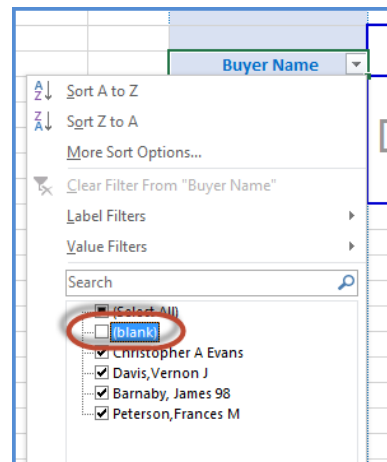 Buyer Name
Sort A to Z
Sort Z to A
More Sort Options...
Clear Filter From "Buyer Name"
Label Filters
Value Filters
Search
(Select All)
(blank)
Christopher A Evans
Davis,Vernon J
Barnaby, James 98
Peterson,Frances M